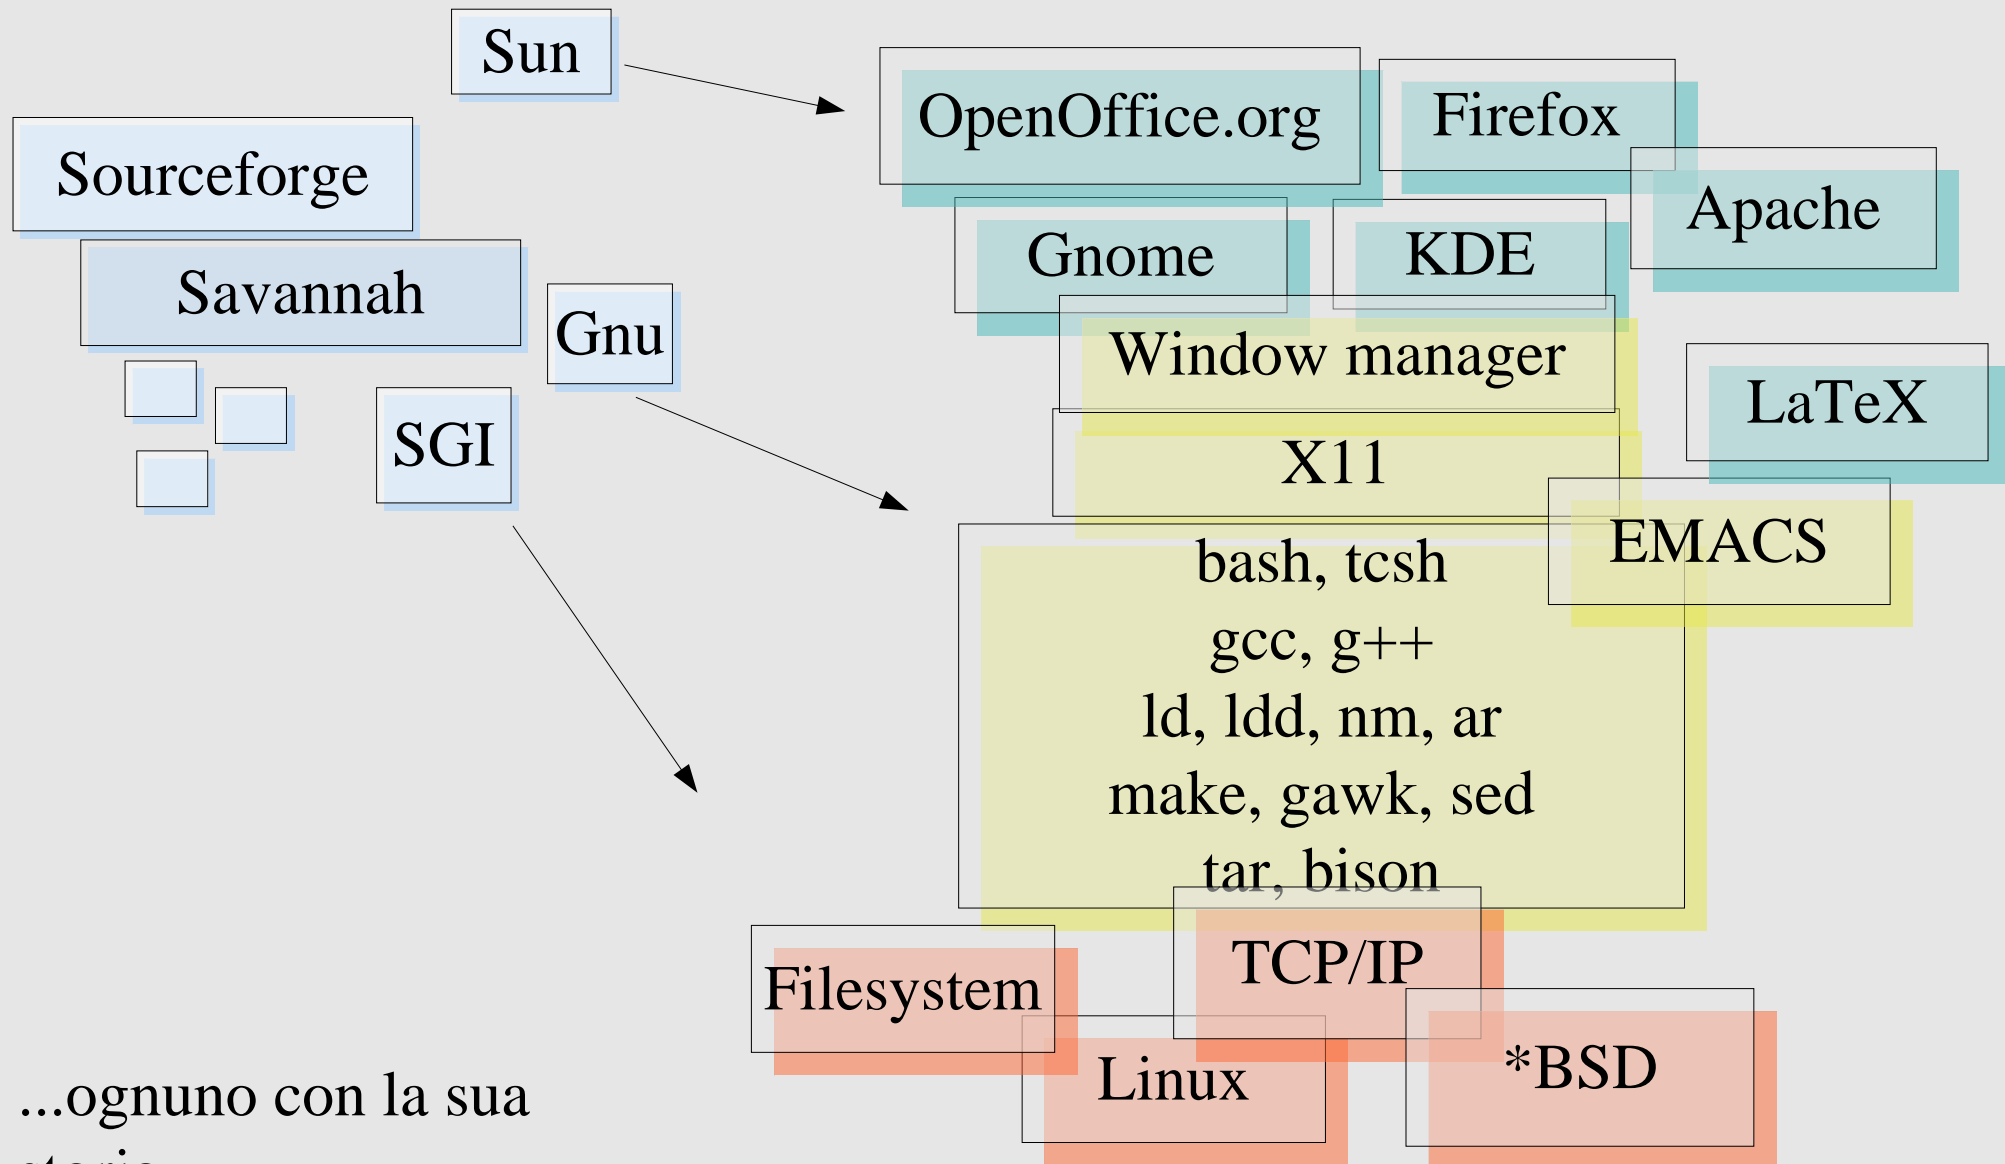 Sun
Sourceforge
Savannah
Gnu
SGI
OpenOffice.org
Firefox
Apache
Gnome
KDE
Window manager
LaTeX
X11
EMACS
bash, tcsh
gcc, g++
ld, ldd, nm, ar
make, gawk, sed
tar, bison
TCP/IP
Filesystem
Linux
*BSD
...ognuno con la sua